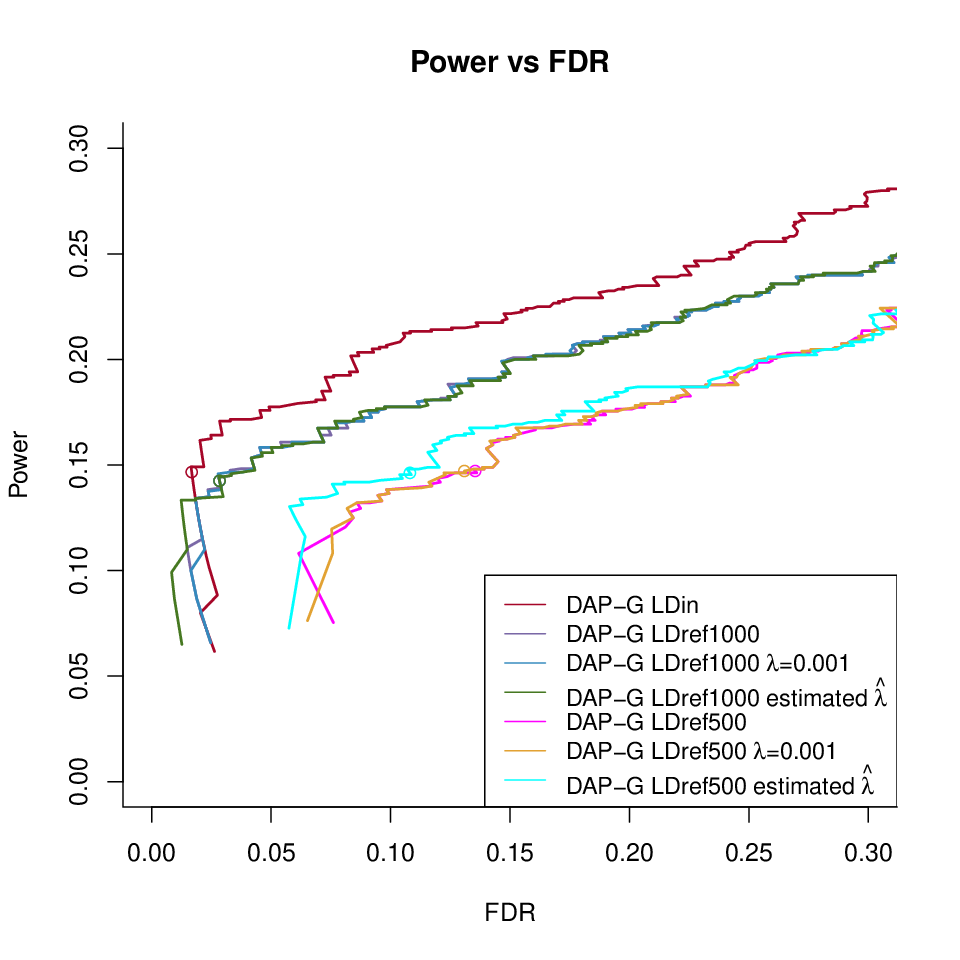 Power vs FDR
Power
0.30
0.25
0.20
0.15
0.10
0.05
0.00
DAP−G LDin
DAP−G LDref1000
DAP−G LDref1000 λ=0.001
DAP−G LDref1000 estimated λ̂
DAP−G LDref500
DAP−G LDref500 λ=0.001
DAP−G LDref500 estimated λ̂
0.00 0.05 0.10 0.15 0.20 0.25 0.30
FDR